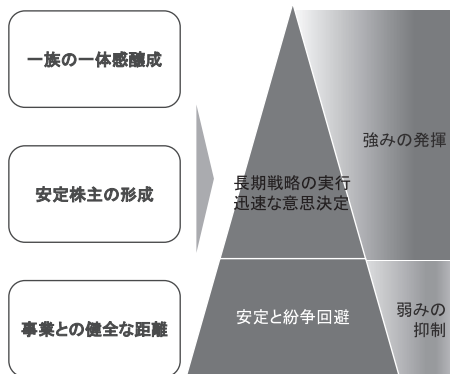 一族の一体感醸成
安定株主の形成
事業との健全な距離
長期戦略の実行
迅速な意思決定
安定と紛争回避
強みの発揮
弱みの
抑制